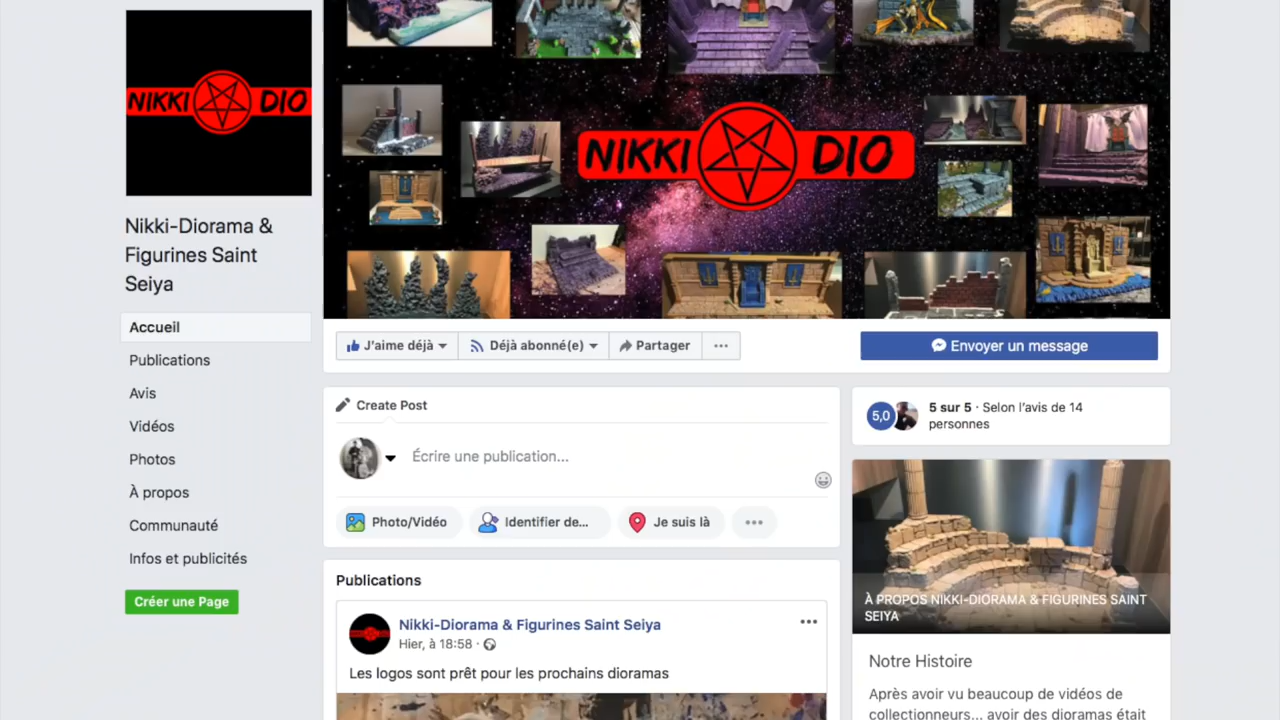 NIKKI DIO
NIKKI DIO
Nikki-Diorama &
Figurines Saint
Seiya
Accueil
Publications
Avis
Vidéos
Photos
À propos
Communauté
Infos et publicités
Créer une Page
J'aime déjà
Déjà abonné(e)
Partager
Envoyer un message
Create Post
Écrire une publication...
Photo/Vidéo
Identifier de...
Je suis là
Publications
Nikki-Diorama & Figurines Saint Seiya
Hier, à 18:58 ·
Les logos sont prêt pour les prochains dioramas
5,0
5 sur 5 · Selon l'avis de 14
personnes
À PROPOS NIKKI-DIORAMA & FIGURINES SAINT
SEIYA
Notre Histoire
Après avoir vu beaucoup de vidéos de
collectionneurs... avoir des dioramas était